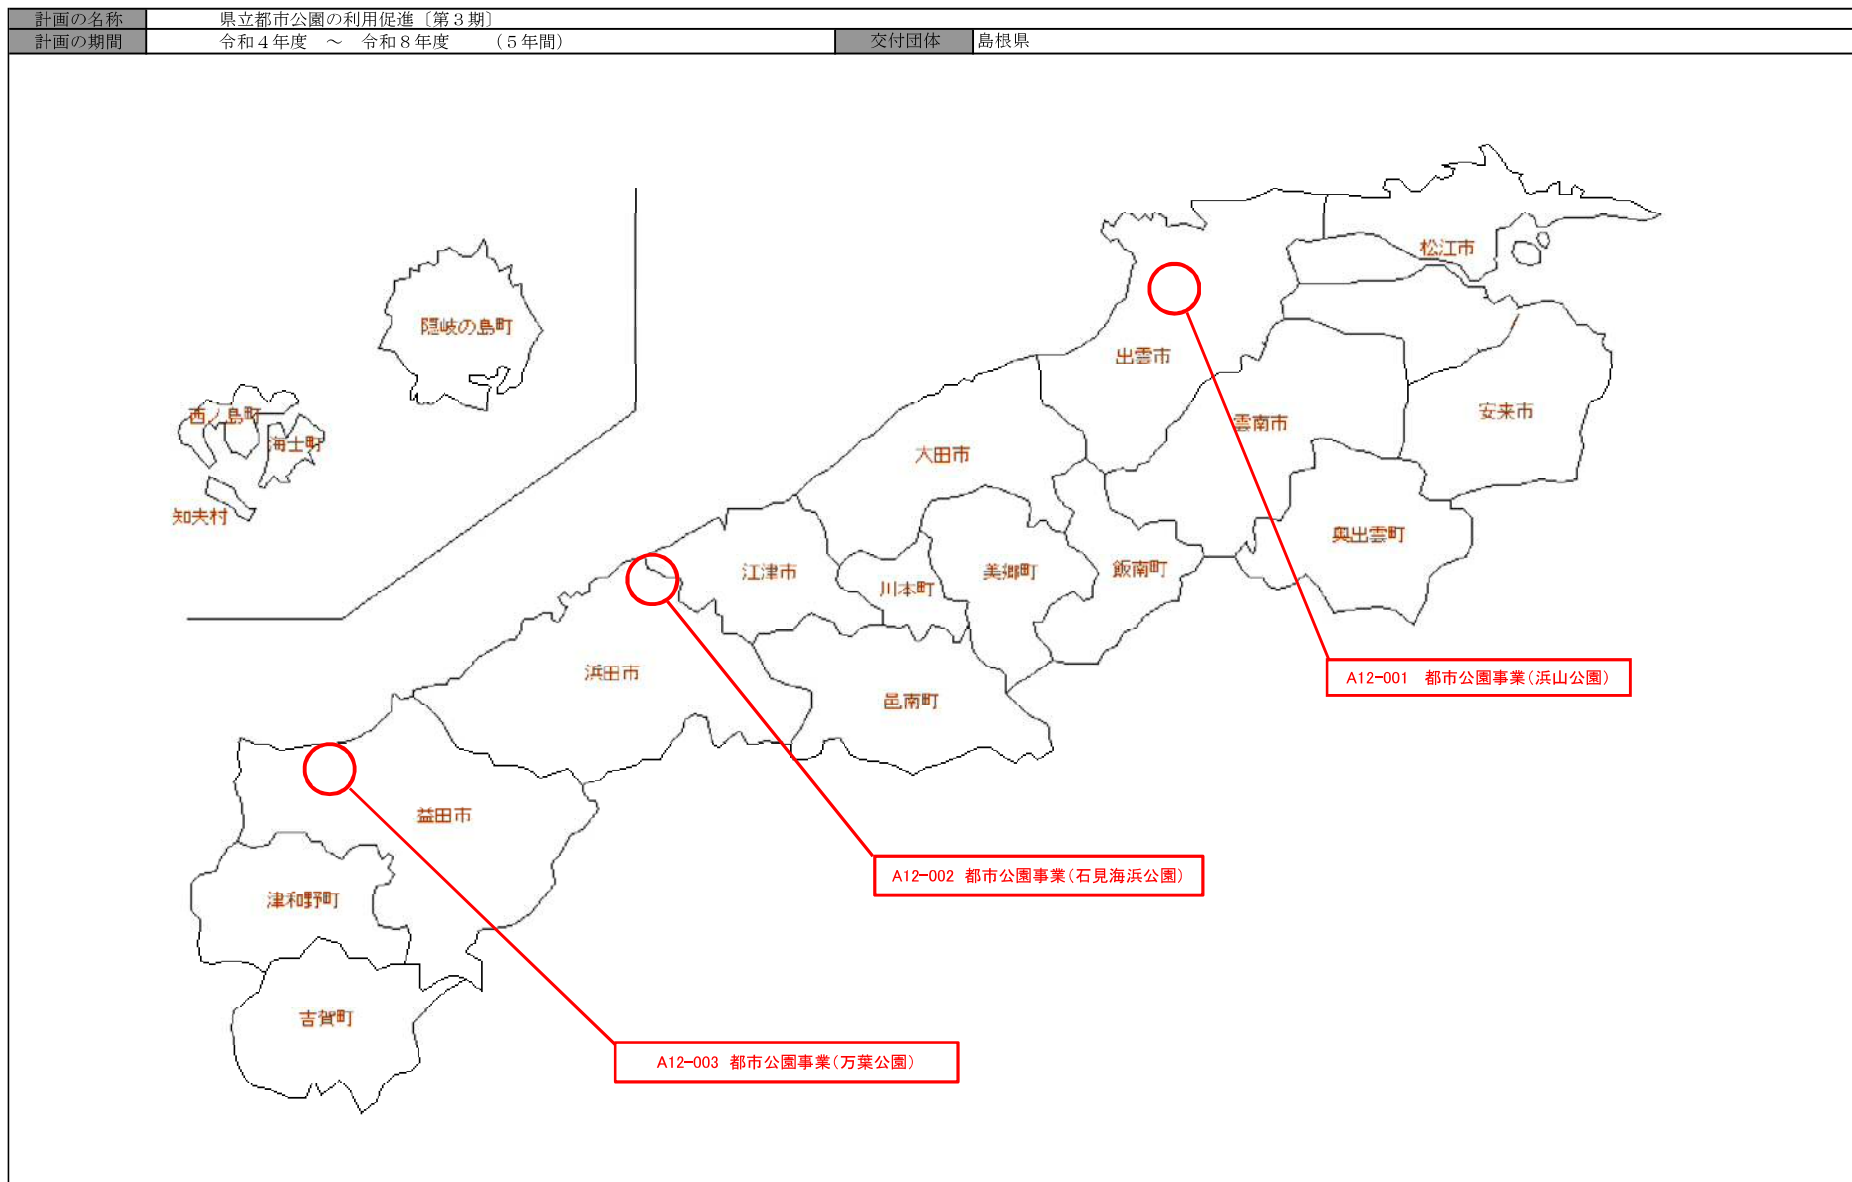 計画の名称 県立都市公園の利用促進〔第3期〕
計画の期間 令和4年度 ～ 令和8年度 （5年間） 交付団体 島根県
松江市
隠岐の島町
出雲市
西ノ島町
海士町
安来市
雲南市
大田市
知夫村
奥出雲町
江津市
川本町
美郷町
飯南町
浜田市
邑南町
A12-001 都市公園事業(浜山公園)
益田市
A12-002 都市公園事業(石見海浜公園)
津和野町
吉賀町
A12-003 都市公園事業(万葉公園)